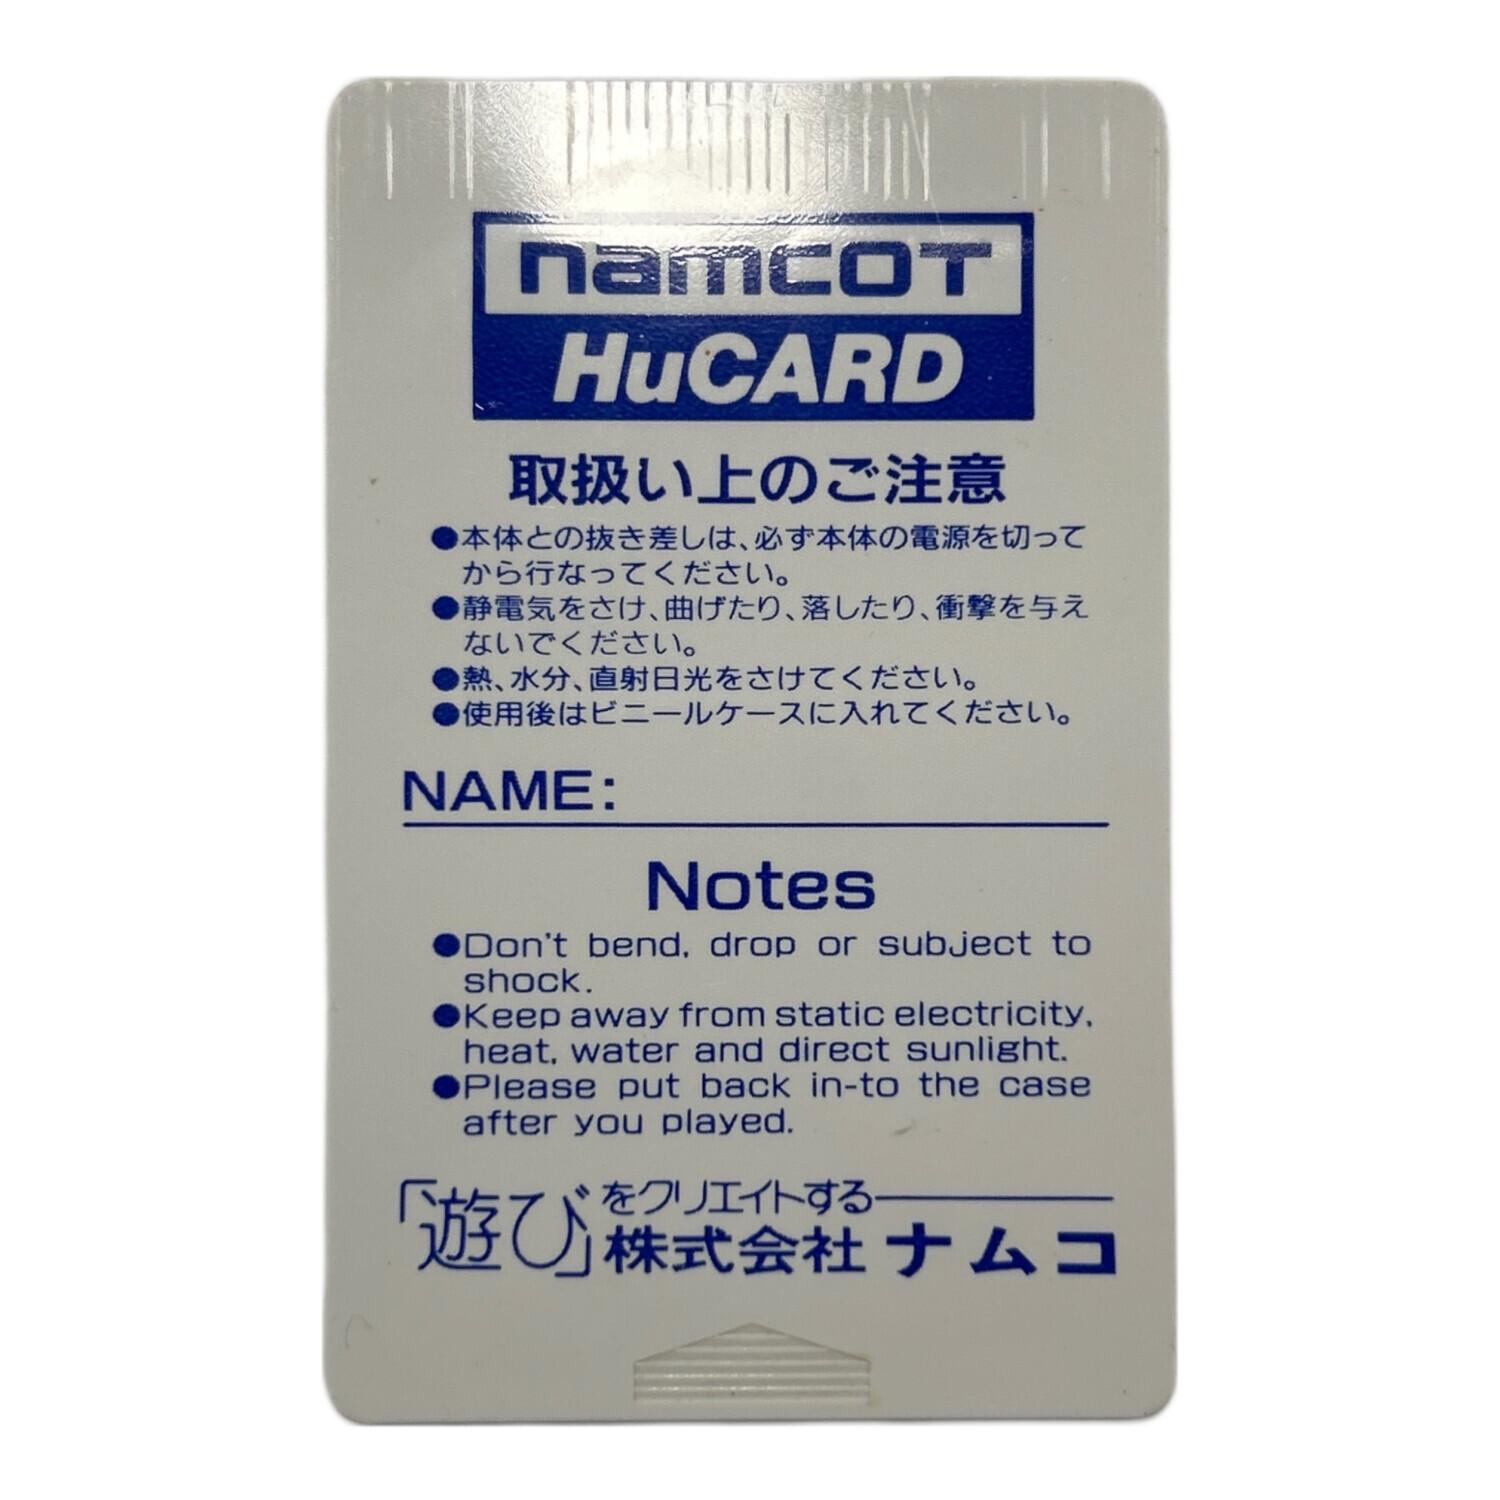 namcoT
HuCARD
取扱い上のご注意
●本体との抜き差しは、必ず本体の電源を切って
から行なってください。
●静電気をさけ、曲げたり、落したり、衝撃を与え
ないでください。
●熱、水分、直射日光をさけてください。
●使用後はビニールケースに入れてください。
NAME:
Notes
●Don't bend, drop or subject to
shock.
●Keep away from static electricity,
heat, water and direct sunlight.
●Please put back in-to the case
after you played.
「遊び」をクリエイトする
株式会社 ナムコ